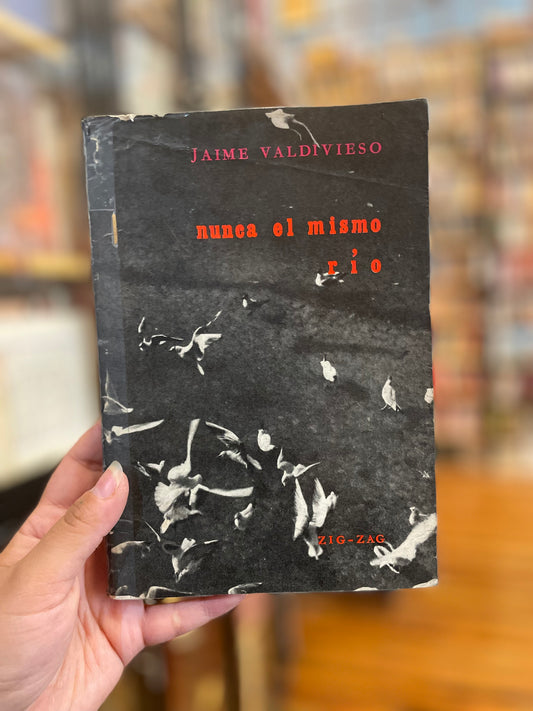 JAIME VALDIVIESO
nunca el mismo
río
ZIG-ZAG